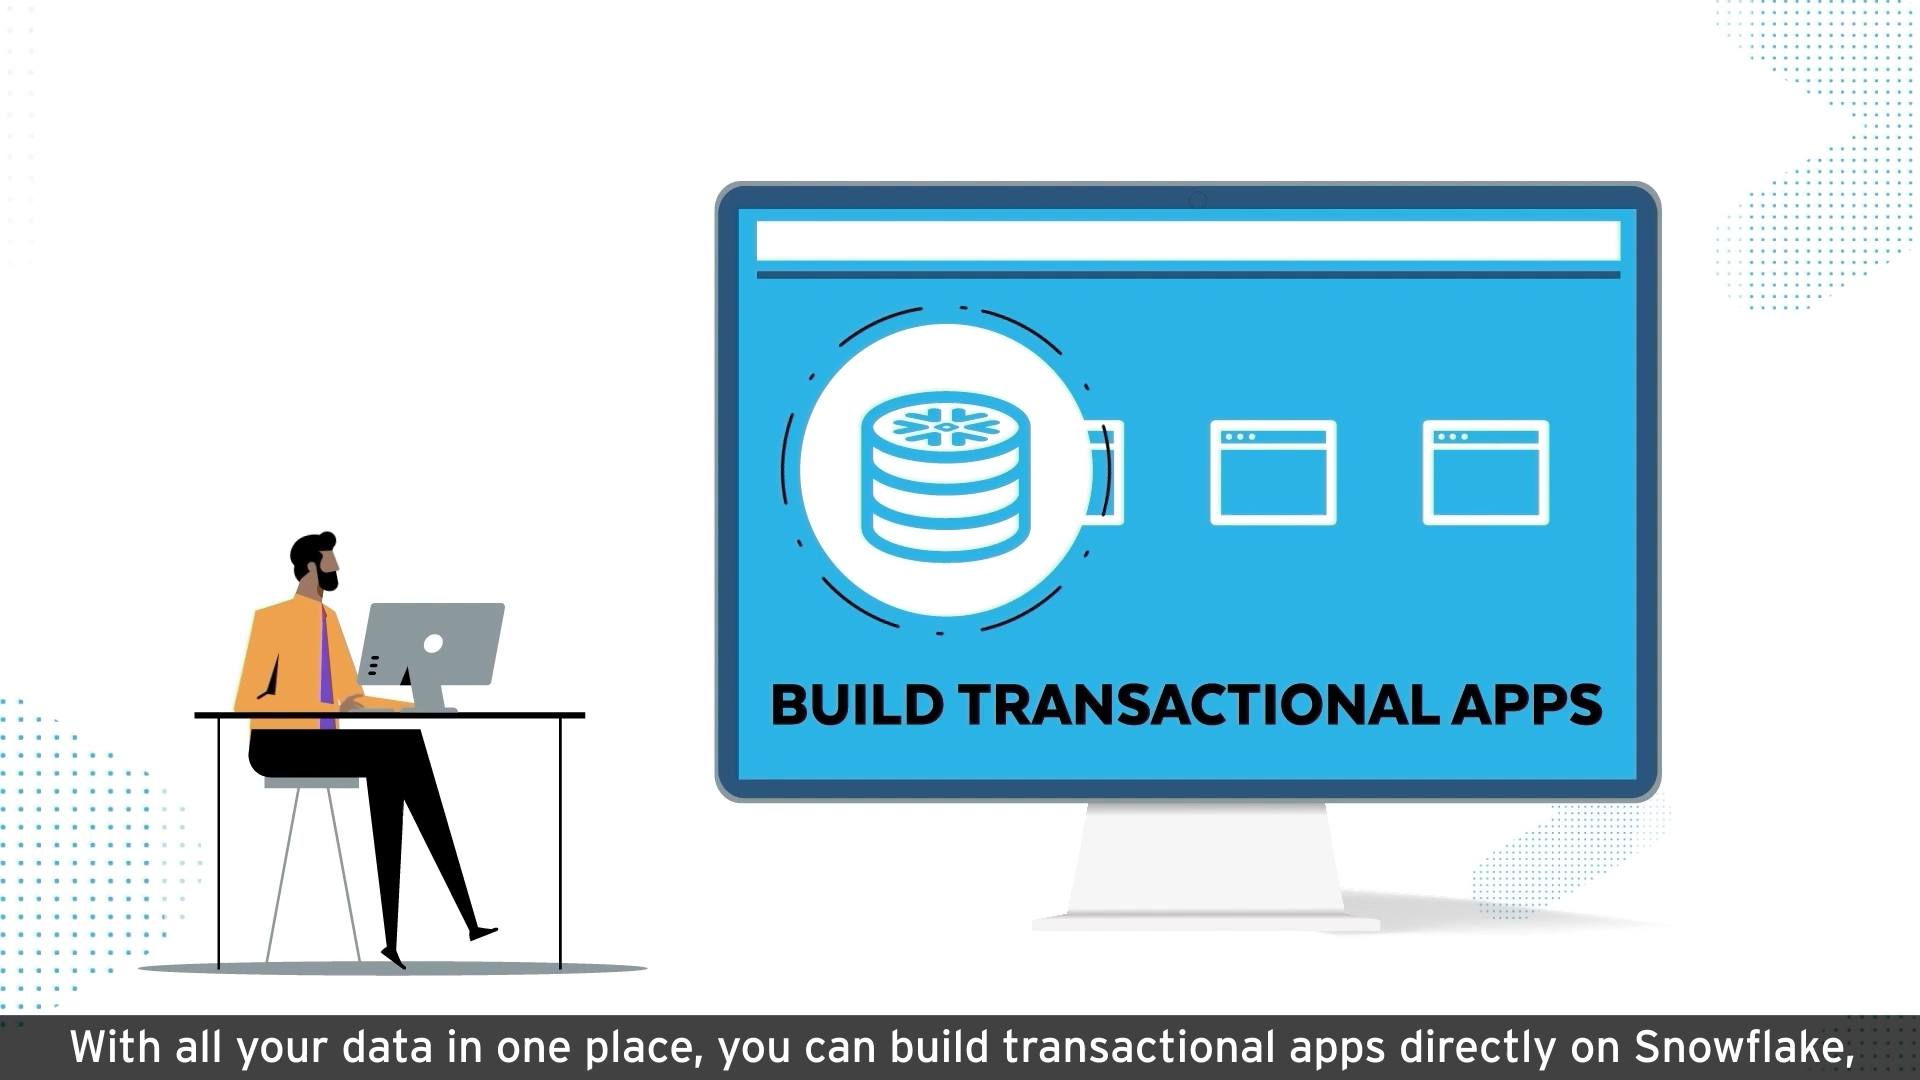 BUILD TRANSACTIONAL APPS
With all your data in one place, you can build transactional apps directly on Snowflake,